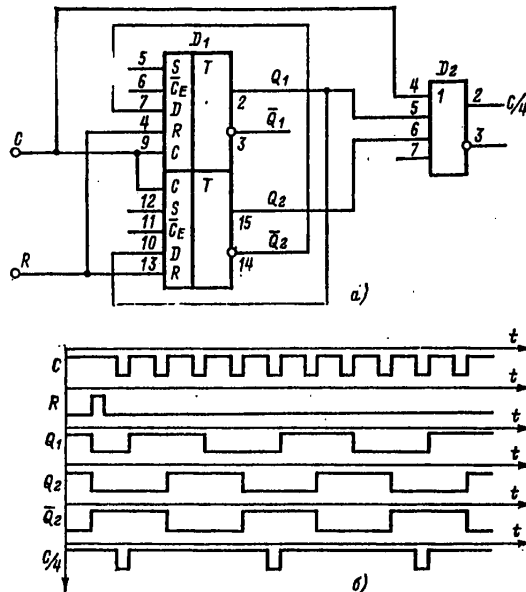 D₁
D₂
5 S̅ T
6 C̅E
7 D 2 Q₁
4 R
9 C 3 Q̅₁
C
C T
12 S
11 C̅E 15 Q₂
10 D
13 R 14 Q̅₂
R
4 1 2 C/4
5
6 3
7
а)
t
C
t
R
t
Q₁
t
Q₂
t
Q̅₂
t
C/4
б)